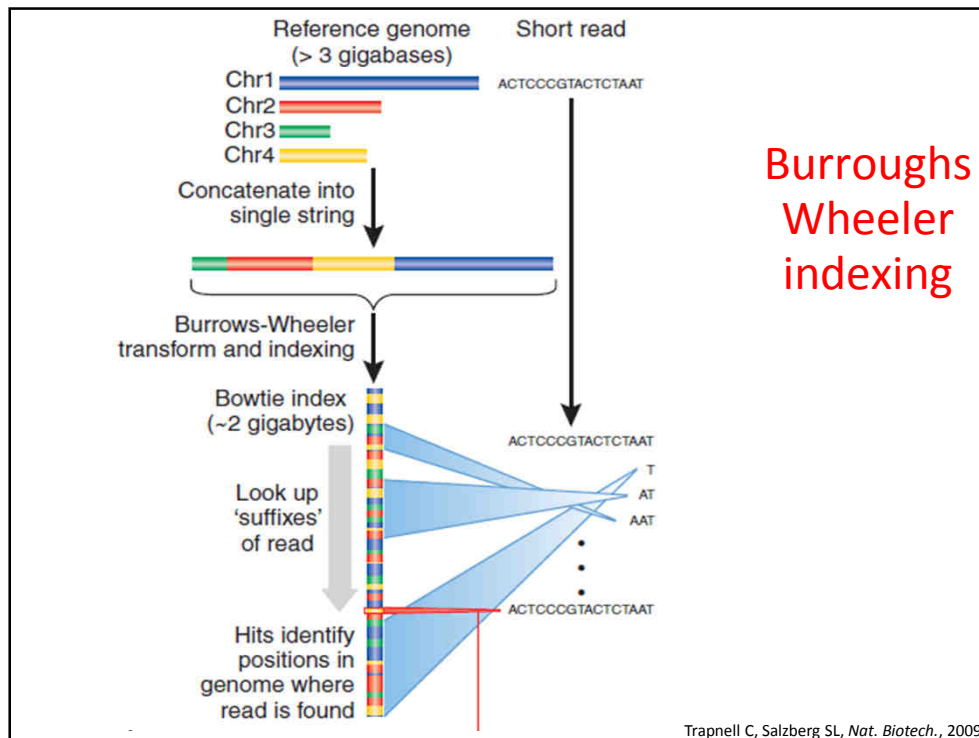 Reference genome
(> 3 gigabases)
Short read
Chr1
ACTCCCGTACTCTAAT
Chr2
Chr3
Chr4
Burroughs
Wheeler
indexing
Concatenate into
single string
Burrows-Wheeler
transform and indexing
Bowtie index
(~2 gigabytes)
ACTCCCGTACTCTAAT
T
AT
AAT
Look up
'suffixes'
of read
ACTCCCGTACTCTAAT
Hits identify
positions in
genome where
read is found
Trapnell C, Salzberg SL, Nat. Biotech., 2009